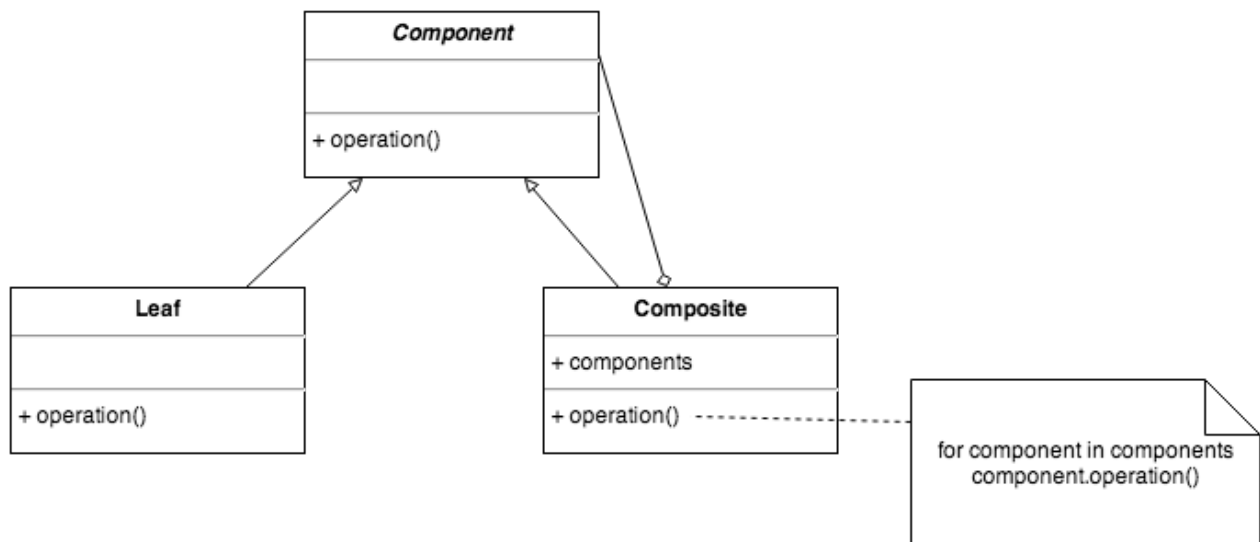 Component
+ operation()
Leaf
+ operation()
Composite
+ components
+ operation()
for component in components
component.operation()